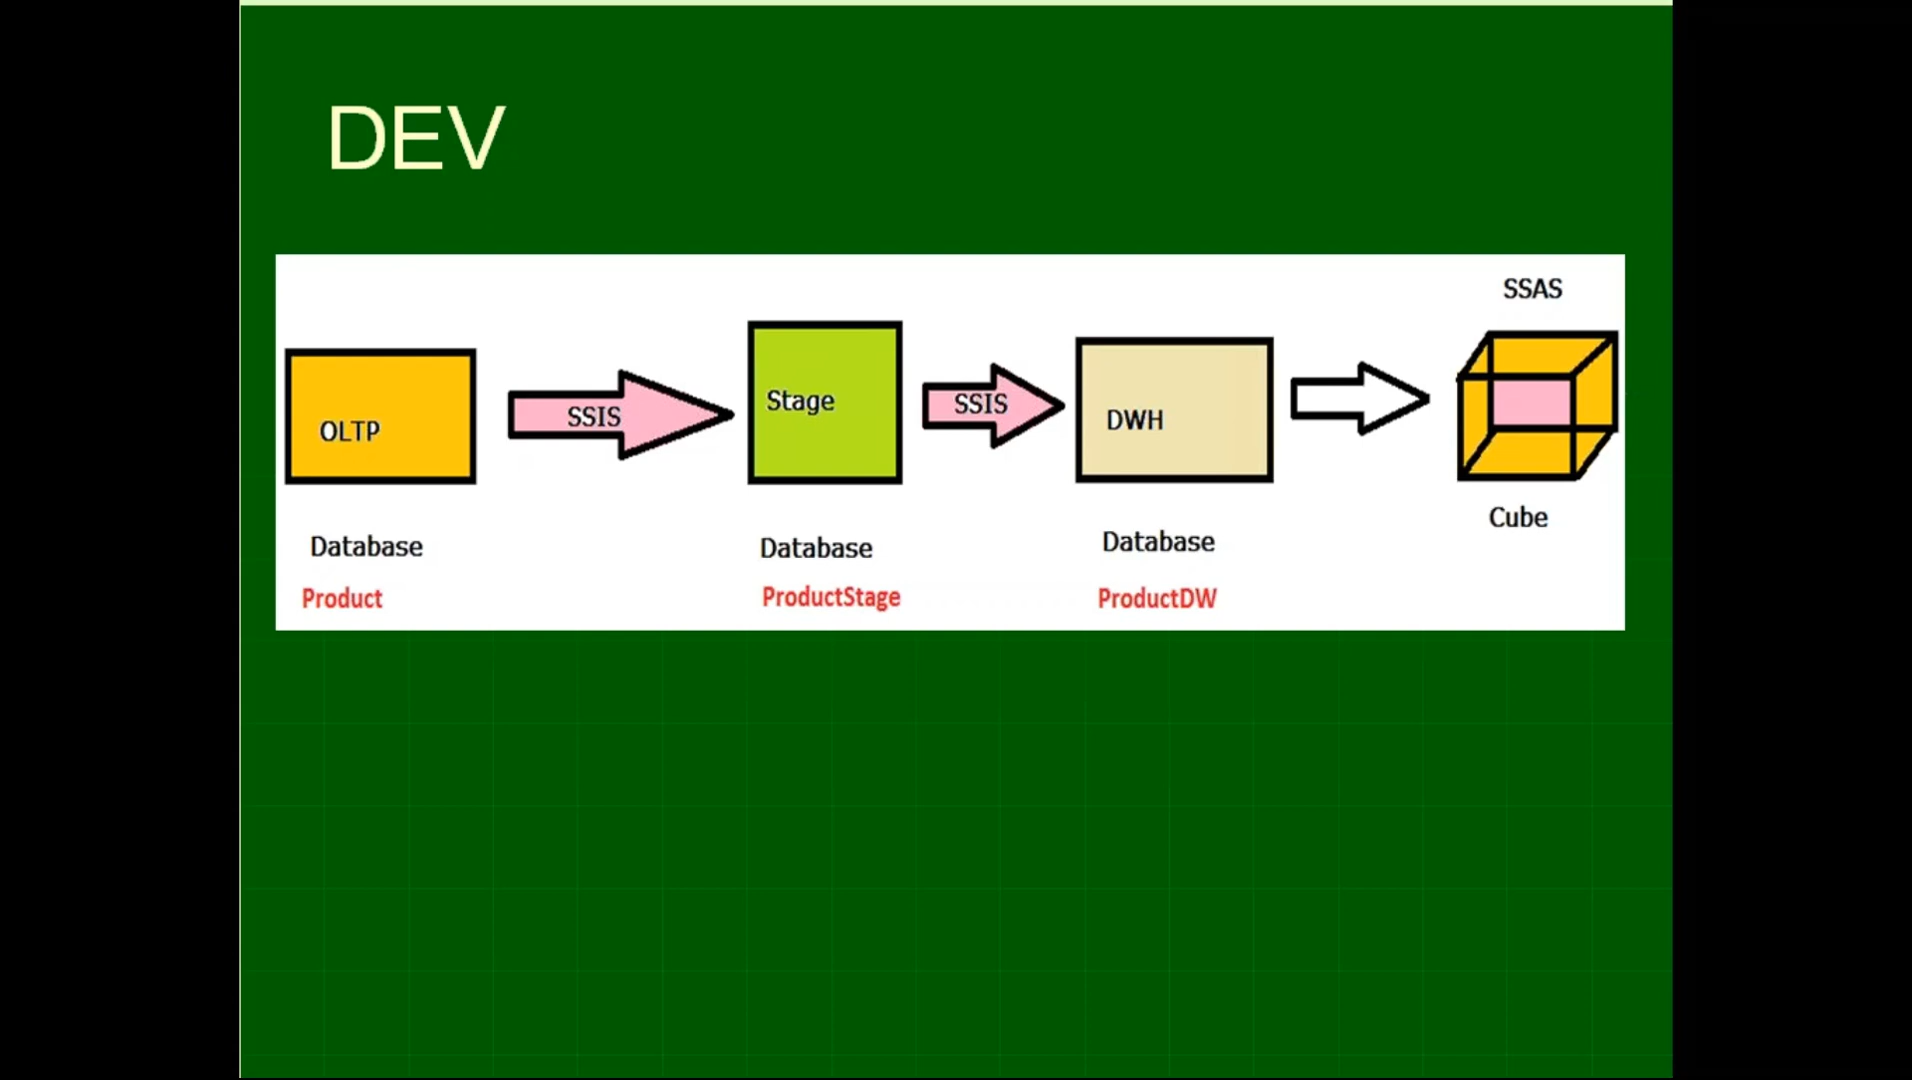 DEV
SSAS
OLTP
SSIS
Stage
SSIS
DWH
Cube
Database
Database
Database
Product
ProductStage
ProductDW